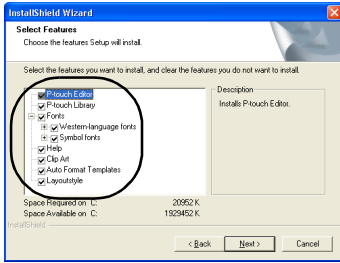 InstallShield Wizard
Select Features
Choose the features Setup will install.
Select the features you want to install, and clear the features you do not want to install.
P-touch Editor
P-touch Library
Fonts
Western-language fonts
Symbol fonts
Help
Clip Art
Auto Format Templates
Layoutstyle
Description
Installs P-touch Editor.
Space Required on C: 20952 K
Space Available on C: 1929452 K
InstallShield
< Back
Next >
Cancel